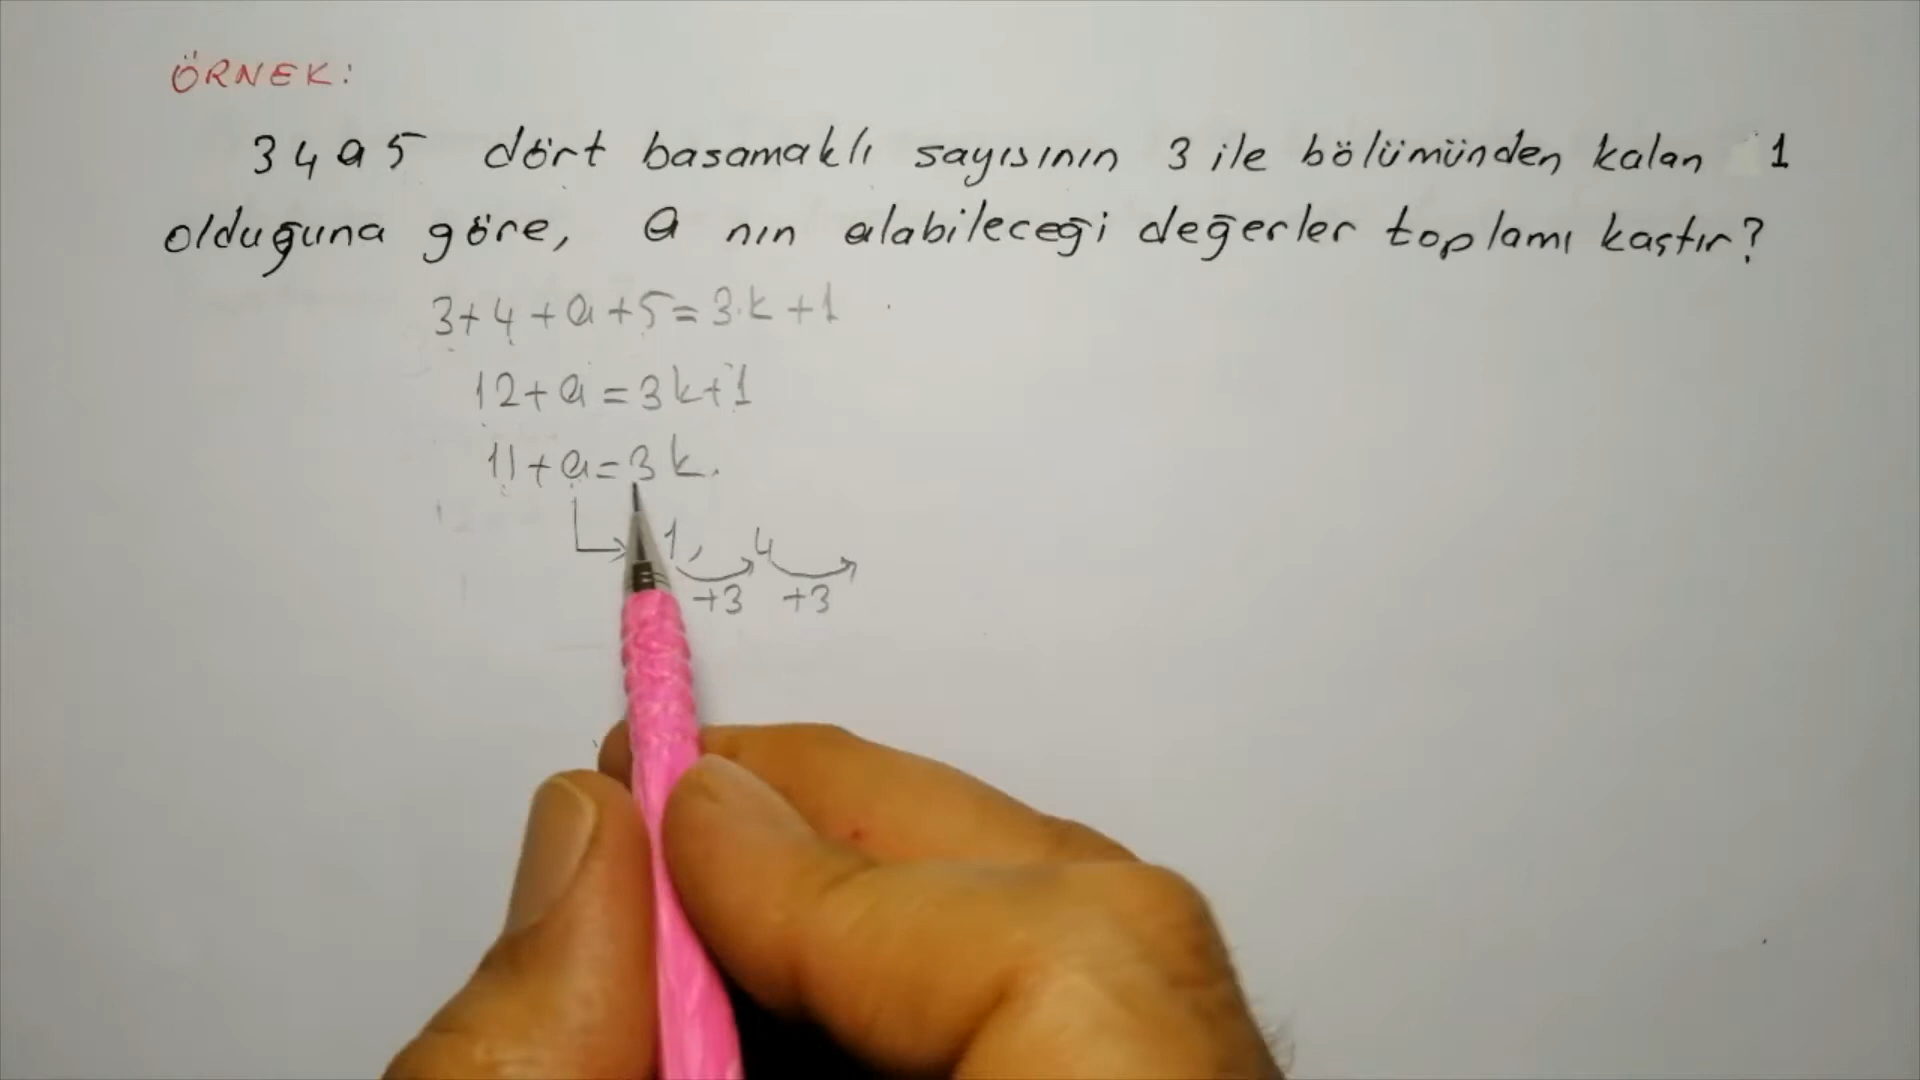 ÖRNEK:
34a5 dört basamaklı sayısının 3 ile bölümünden kalan 1
olduğuna göre, a nın alabileceği değerler toplamı kaçtır?
3+4+a+5=3.k+1
12+a=3k+1
11+a=3k.
1, 4
+3 +3